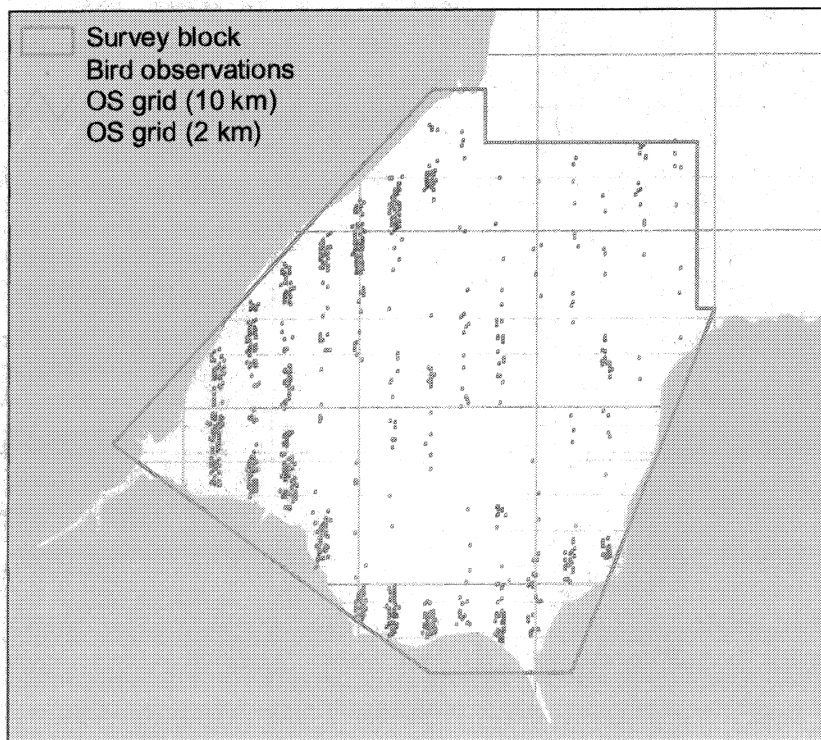 Survey block
Bird observations
OS grid (10 km)
OS grid (2 km)